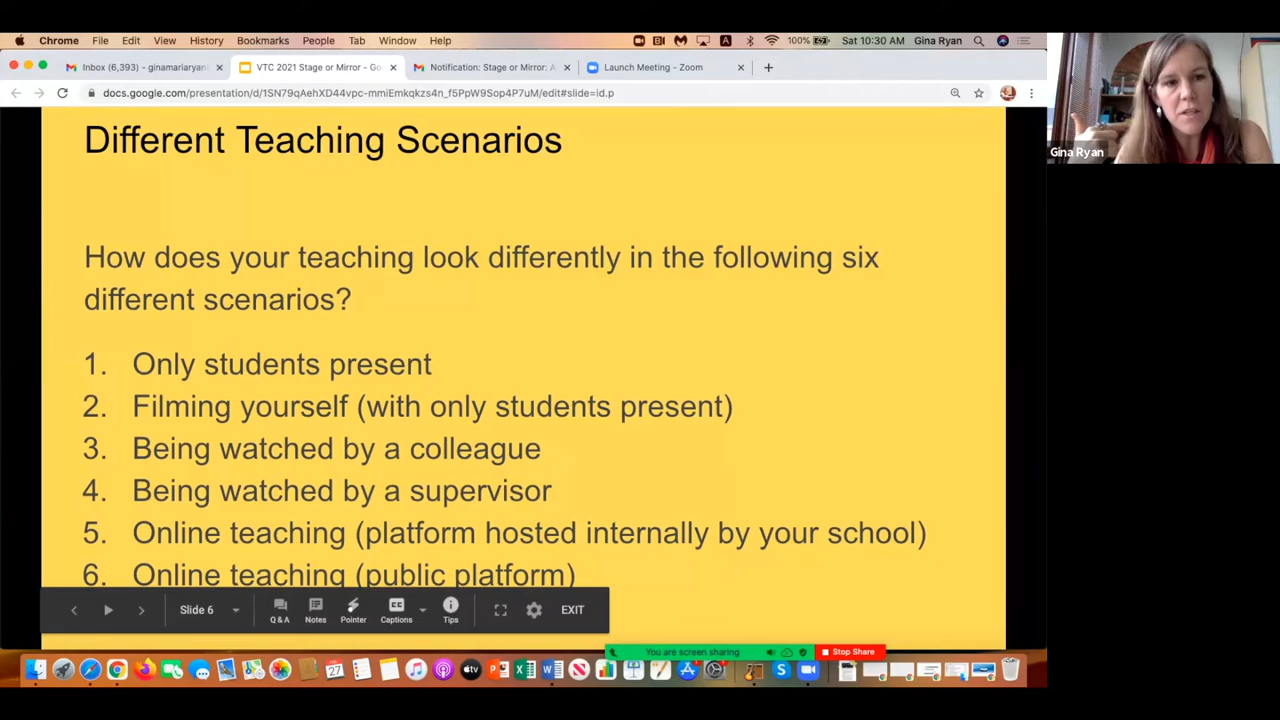 Chrome File Edit View History Bookmarks People Tab Window Help 100% Sat 10:30 AM Gina Ryan
Inbox (6,393) - ginamariaryan
VTC 2021 Stage or Mirror - Go
Notification: Stage or Mirror: A
Launch Meeting - Zoom
docs.google.com/presentation/d/1SN79qAehXD44vpc-mmiEmkqkzs4n_f5PpW9Sop4P7uM/edit#slide=id.p
Different Teaching Scenarios
How does your teaching look differently in the following six
different scenarios?
1. Only students present
2. Filming yourself (with only students present)
3. Being watched by a colleague
4. Being watched by a supervisor
5. Online teaching (platform hosted internally by your school)
6. Online teaching (public platform)
Slide 6
Q & A Notes Pointer Captions Tips EXIT
You are screen sharing Stop Share
Gina Ryan